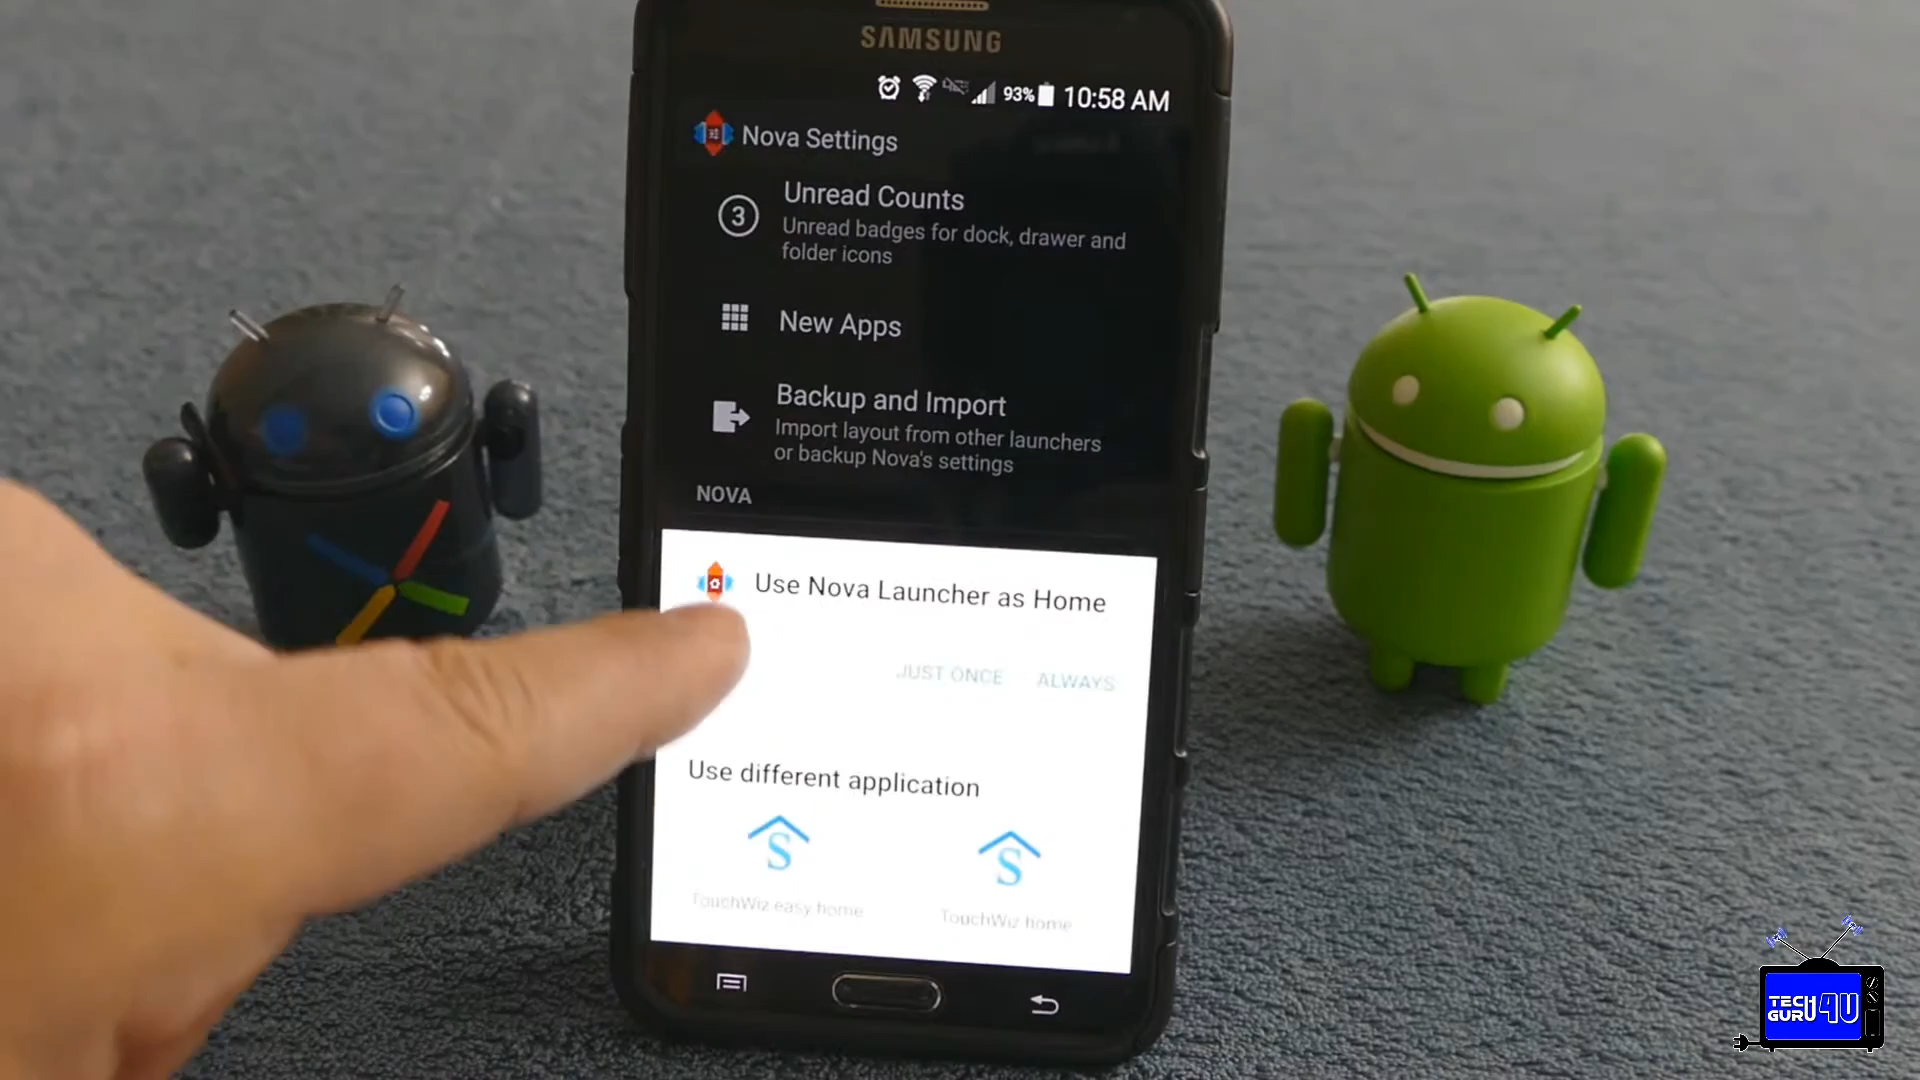 SAMSUNG
93% 10:58 AM
Nova Settings
3
Unread Counts
Unread badges for dock, drawer and
folder icons
New Apps
Backup and Import
Import layout from other launchers
or backup Nova's settings
NOVA
Use Nova Launcher as Home
JUST ONCE ALWAYS
Use different application
S S
TouchWiz easy home TouchWiz home
TECH
GURU4U